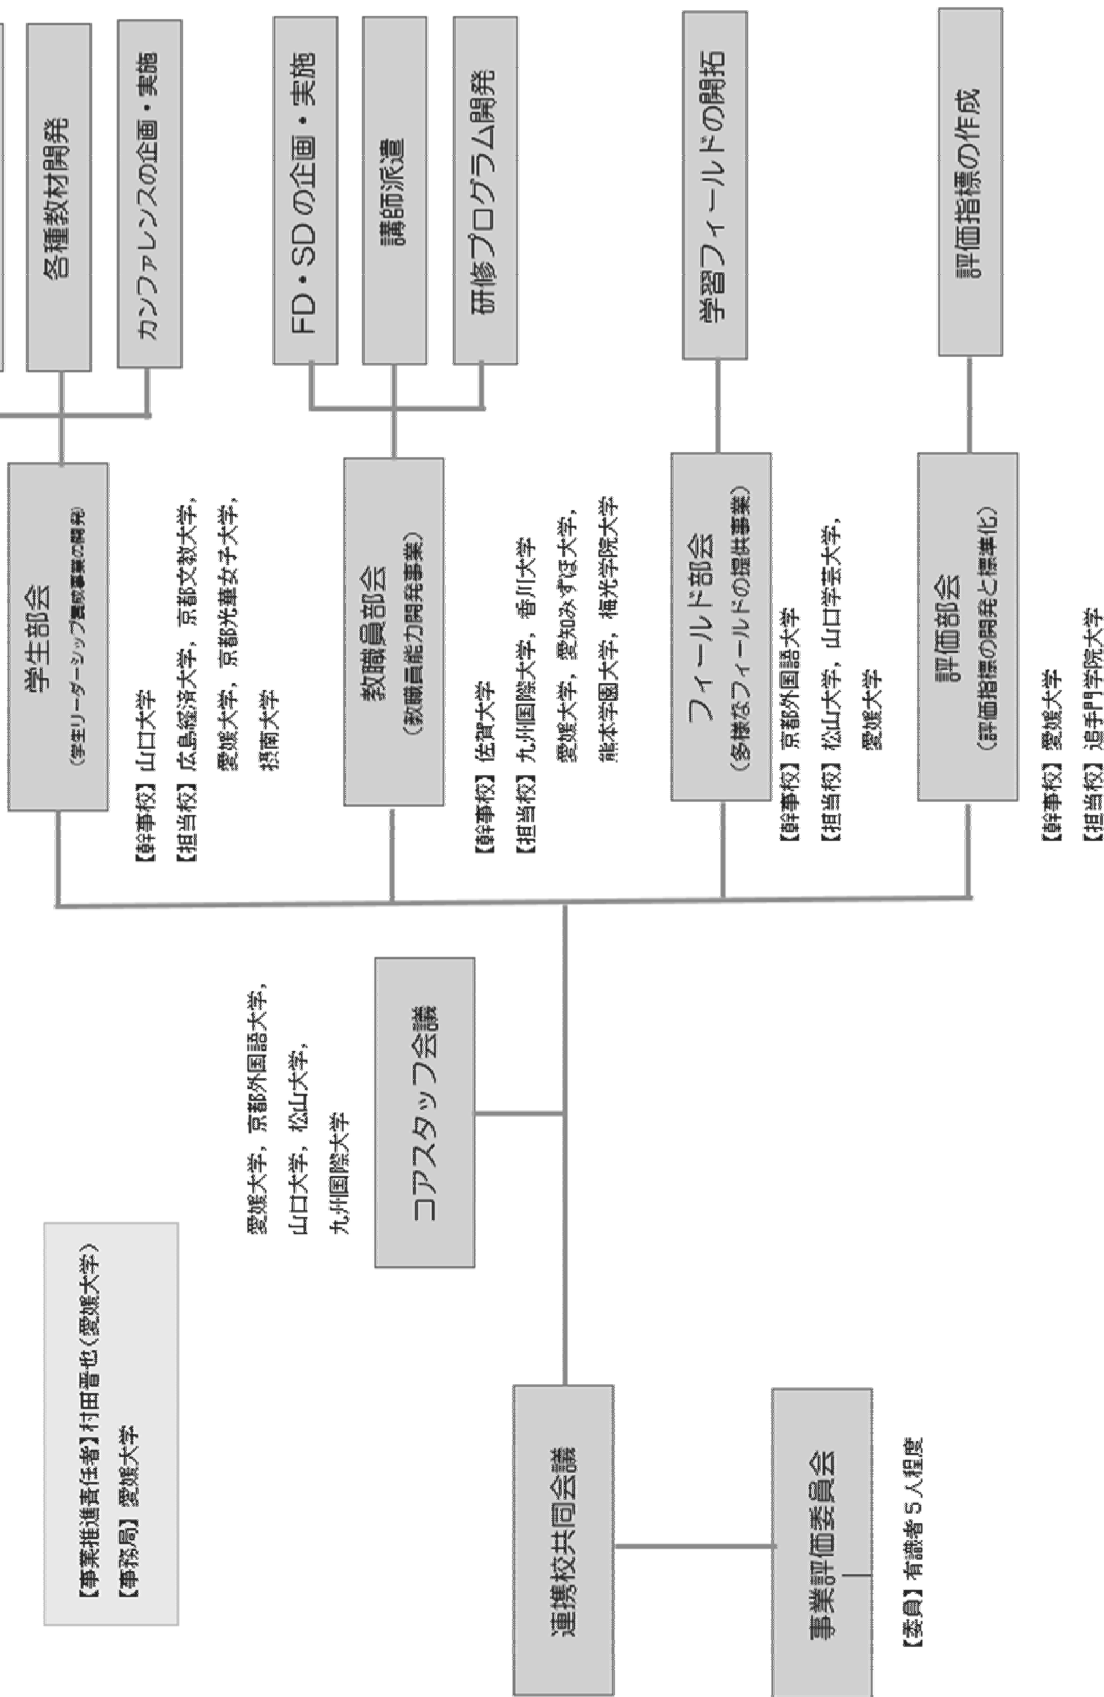 【事業推進責任者】村田晋也(愛媛大学)
【事務局】愛媛大学
連携校共同会議
事業評価委員会
【委員】有識者5人程度
愛媛大学,京都外国語大学,
山口大学,松山大学,
九州国際大学
コアスタッフ会議
学生部会
(学生リーダーシップ養成事業の開発)
【幹事校】山口大学
【担当校】広島経済大学,京都文教大学,
愛媛大学,京都光華女子大学,
摂南大学
各種教材開発
カンファレンスの企画・実施
教職員部会
(教職員能力開発事業)
【幹事校】佐賀大学
【担当校】九州国際大学,香川大学
愛媛大学,愛知みずほ大学,
熊本学園大学,梅光学院大学
FD・SDの企画・実施
講師派遣
研修プログラム開発
フィールド部会
(多様なフィールドの提供事業)
【幹事校】京都外国語大学
【担当校】松山大学,山口学芸大学,
愛媛大学
学習フィールドの開拓
評価部会
(評価指標の開発と標準化)
【幹事校】愛媛大学
【担当校】追手門学院大学
評価指標の作成